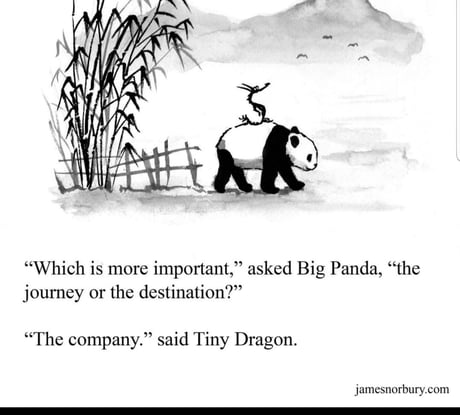 “Which is more important,” asked Big Panda, “the
journey or the destination?”
“The company.” said Tiny Dragon.
jamesnorbury.com